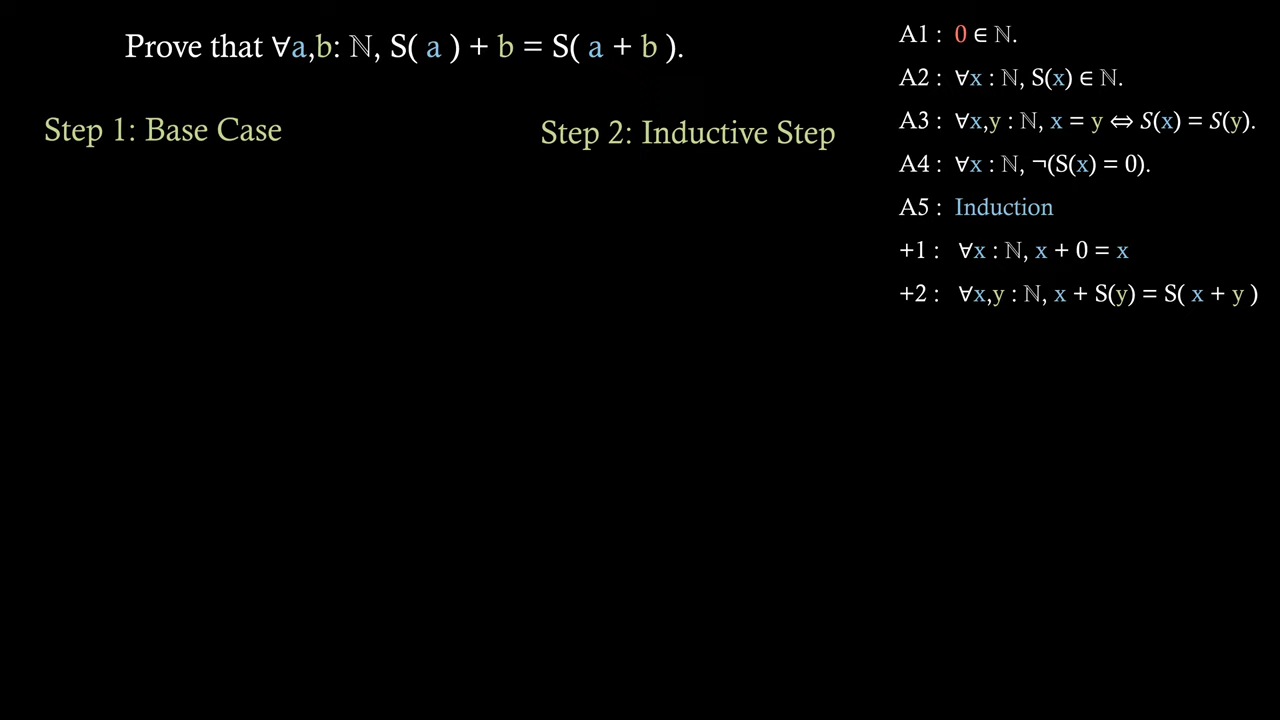 Prove that ∀a,b: ℕ, S( a ) + b = S( a + b ).
Step 1: Base Case
Step 2: Inductive Step
A1 : 0 ∈ ℕ.
A2 : ∀x : ℕ, S(x) ∈ ℕ.
A3 : ∀x,y : ℕ, x = y ⇔ S(x) = S(y).
A4 : ∀x : ℕ, ¬(S(x) = 0).
A5 : Induction
+1 : ∀x : ℕ, x + 0 = x
+2 : ∀x,y : ℕ, x + S(y) = S( x + y )